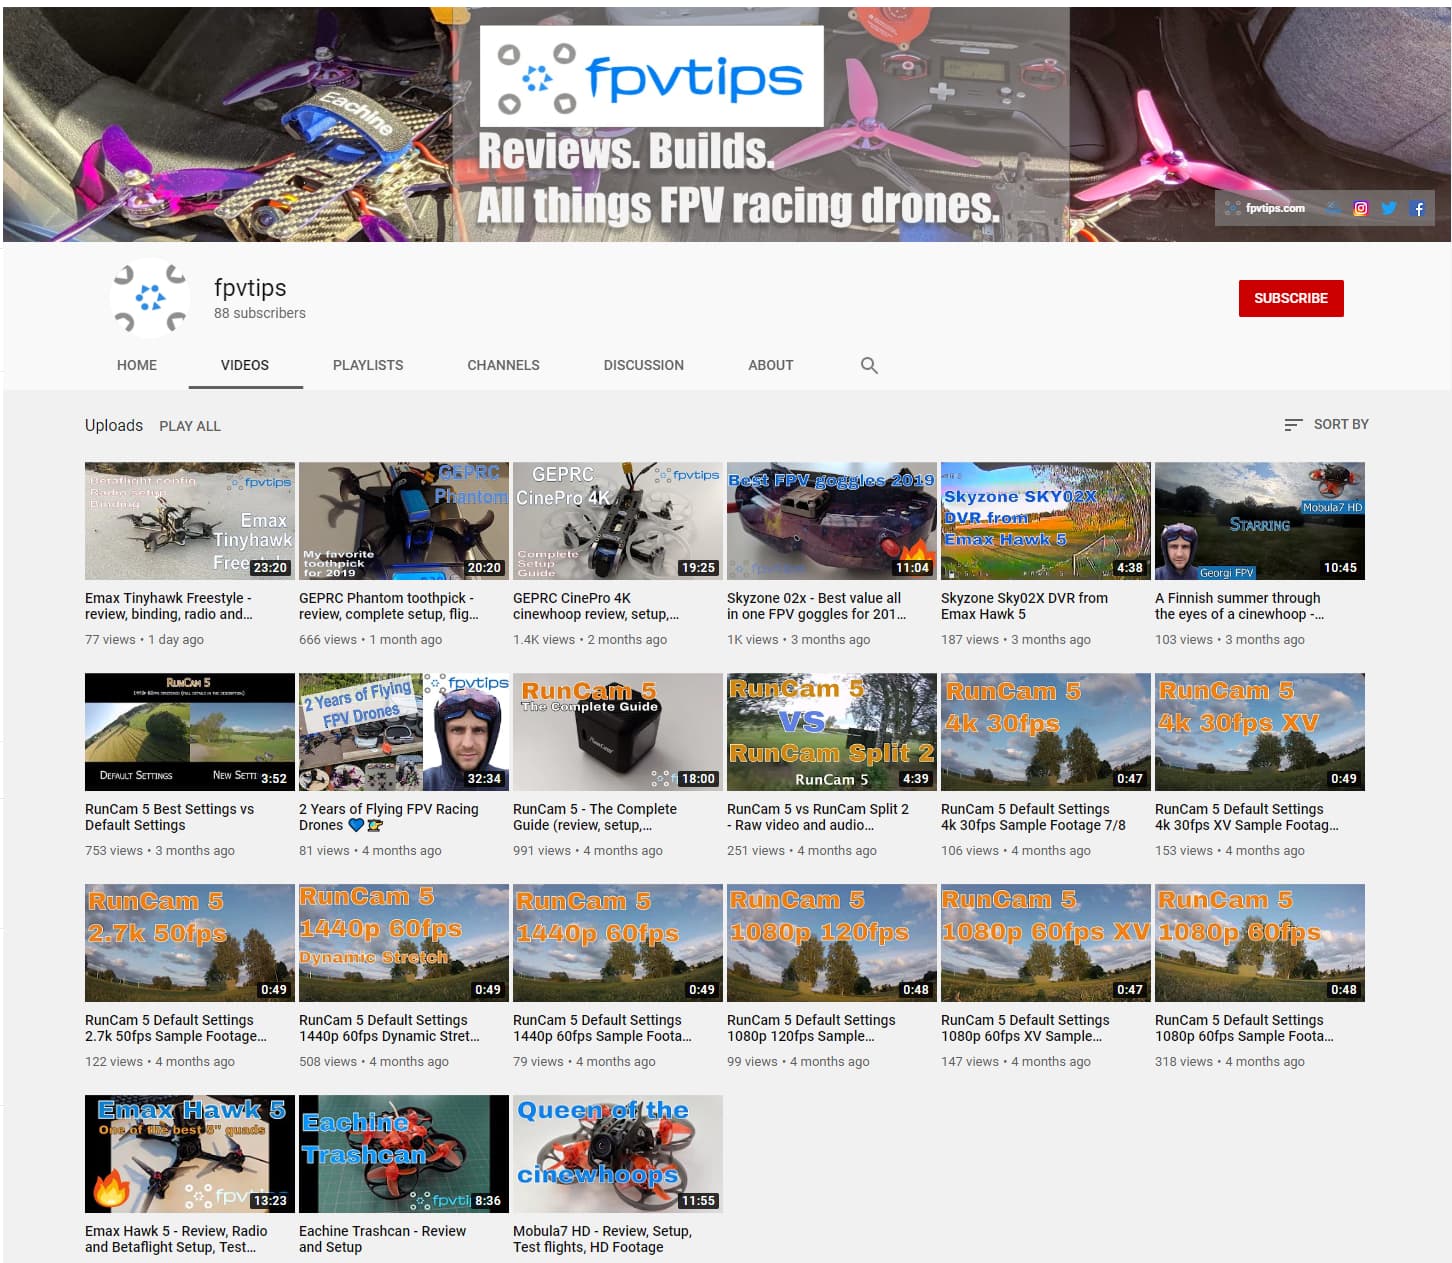 Eachine
fpvtips
Reviews. Builds.
All things FPV racing drones.
fpvtips.com
fpvtips
88 subscribers
SUBSCRIBE
HOME
VIDEOS
PLAYLISTS
CHANNELS
DISCUSSION
ABOUT
Uploads
PLAY ALL
SORT BY
Betaflight config
Radio setup
Binding
fpvtips
Emax
Tinyhawk
23:20
GEPRC
Phantom
My favorite
toothpick
for 2019
20:20
GEPRC
CinePro 4K
fpvtips
Complete
Setup
Guide
19:25
Best FPV goggles 2019
11:04
Skyzone SKY02X
DVR from
Emax Hawk 5
4:38
Mobula7 HD
Starring
Georgi FPV
10:45
Emax Tinyhawk Freestyle -
review, binding, radio and...
77 views • 1 day ago
GEPRC Phantom toothpick -
review, complete setup, flig...
666 views • 1 month ago
GEPRC CinePro 4K
cinewhoop review, setup,...
1.4K views • 2 months ago
Skyzone 02x - Best value all
in one FPV goggles for 201...
1K views • 3 months ago
Skyzone Sky02X DVR from
Emax Hawk 5
187 views • 3 months ago
A Finnish summer through
the eyes of a cinewhoop -...
103 views • 3 months ago
RunCam 5
Default Settings
New Setti
3:52
2 Years of Flying
FPV Drones
fpvtips
32:34
RunCam 5
The Complete Guide
RunCam
18:00
RunCam 5
VS
RunCam Split 2
RunCam 5
4:39
RunCam 5
4k 30fps
0:47
RunCam 5
4k 30fps XV
0:49
RunCam 5 Best Settings vs
Default Settings
753 views • 3 months ago
2 Years of Flying FPV Racing
Drones
81 views • 4 months ago
RunCam 5 - The Complete
Guide (review, setup,...
991 views • 4 months ago
RunCam 5 vs RunCam Split 2
- Raw video and audio...
251 views • 4 months ago
RunCam 5 Default Settings
4k 30fps Sample Footage 7/8
106 views • 4 months ago
RunCam 5 Default Settings
4k 30fps XV Sample Footag...
153 views • 4 months ago
RunCam 5
2.7k 50fps
0:49
RunCam 5
1440p 60fps
Dynamic Stretch
0:49
RunCam 5
1440p 60fps
0:49
RunCam 5
1080p 120fps
0:48
RunCam 5
1080p 60fps XV
0:47
RunCam 5
1080p 60fps
0:48
RunCam 5 Default Settings
2.7k 50fps Sample Footage...
122 views • 4 months ago
RunCam 5 Default Settings
1440p 60fps Dynamic Stret...
508 views • 4 months ago
RunCam 5 Default Settings
1440p 60fps Sample Foota...
79 views • 4 months ago
RunCam 5 Default Settings
1080p 120fps Sample...
99 views • 4 months ago
RunCam 5 Default Settings
1080p 60fps XV Sample...
147 views • 4 months ago
RunCam 5 Default Settings
1080p 60fps Sample Foota...
318 views • 4 months ago
Emax Hawk 5
One of the best 5" quads
13:23
Eachine
Trashcan
8:36
Queen of the
cinewhoops
11:55
Emax Hawk 5 - Review, Radio
and Betaflight Setup, Test...
Eachine Trashcan - Review
and Setup
Mobula7 HD - Review, Setup,
Test flights, HD Footage